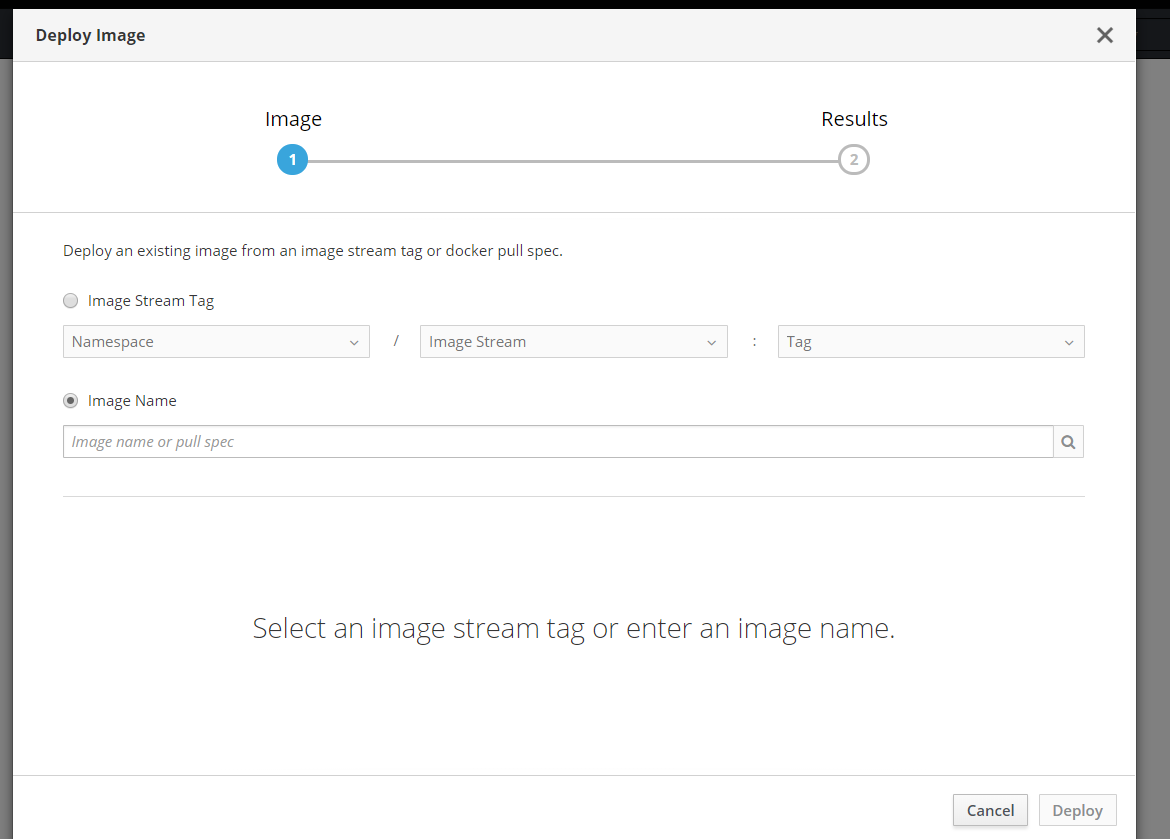 Deploy Image
Image Results
1 2
Deploy an existing image from an image stream tag or docker pull spec.
Image Stream Tag
Namespace / Image Stream : Tag
Image Name
Image name or pull spec
Select an image stream tag or enter an image name.
Cancel Deploy